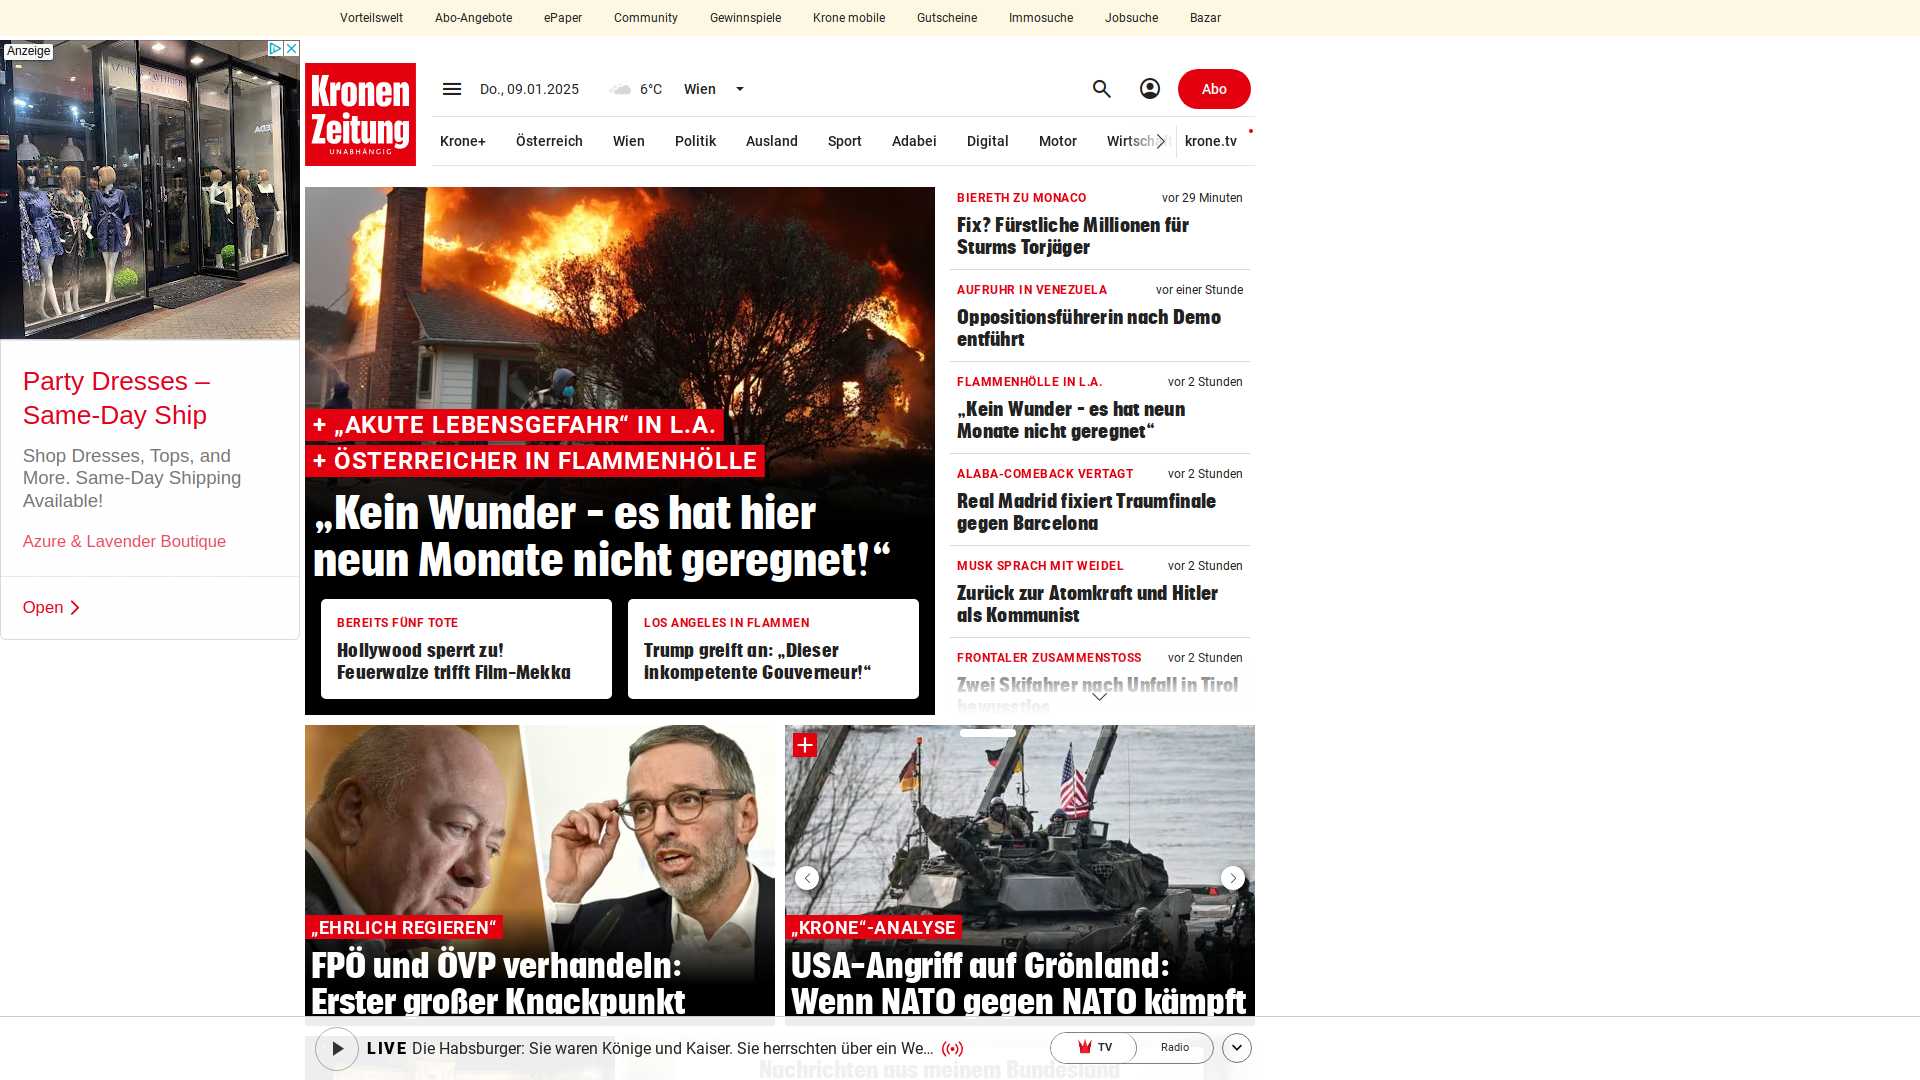 Vorteilswelt Abo-Angebote ePaper Community Gewinnspiele Krone mobile Gutscheine Immosuche Jobsuche Bazar
Anzeige
Kronen
Zeitung
UNABHÄNGIG
Do., 09.01.2025 6°C Wien Abo
Krone+ Österreich Wien Politik Ausland Sport Adabei Digital Motor Wirtschaft krone.tv
Party Dresses –
Same-Day Ship
Shop Dresses, Tops, and
More. Same-Day Shipping
Available!
Azure & Lavender Boutique
Open
+ „AKUTE LEBENSGEFAHR“ IN L.A.
+ ÖSTERREICHER IN FLAMMENHÖLLE
„Kein Wunder - es hat hier
neun Monate nicht geregnet!“
BEREITS FÜNF TOTE
Hollywood sperrt zu!
Feuerwalze trifft Film-Mekka
LOS ANGELES IN FLAMMEN
Trump greift an: „Dieser
inkompetente Gouverneur!“
BIERETH ZU MONACO vor 29 Minuten
Fix? Fürstliche Millionen für
Sturms Torjäger
AUFRUHR IN VENEZUELA vor einer Stunde
Oppositionsführerin nach Demo
entführt
FLAMMENHÖLLE IN L.A. vor 2 Stunden
„Kein Wunder - es hat neun
Monate nicht geregnet“
ALABA-COMEBACK VERTAGT vor 2 Stunden
Real Madrid fixiert Traumfinale
gegen Barcelona
MUSK SPRACH MIT WEIDEL vor 2 Stunden
Zurück zur Atomkraft und Hitler
als Kommunist
FRONTALER ZUSAMMENSTOSS vor 2 Stunden
Zwei Skifahrer nach Unfall in Tirol
bewusstlos
„EHRLICH REGIEREN“
FPÖ und ÖVP verhandeln:
Erster großer Knackpunkt
„KRONE“-ANALYSE
USA-Angriff auf Grönland:
Wenn NATO gegen NATO kämpft
LIVE Die Habsburger: Sie waren Könige und Kaiser. Sie herrschten über ein We... TV Radio
Nachrichten aus meinem Bundesland